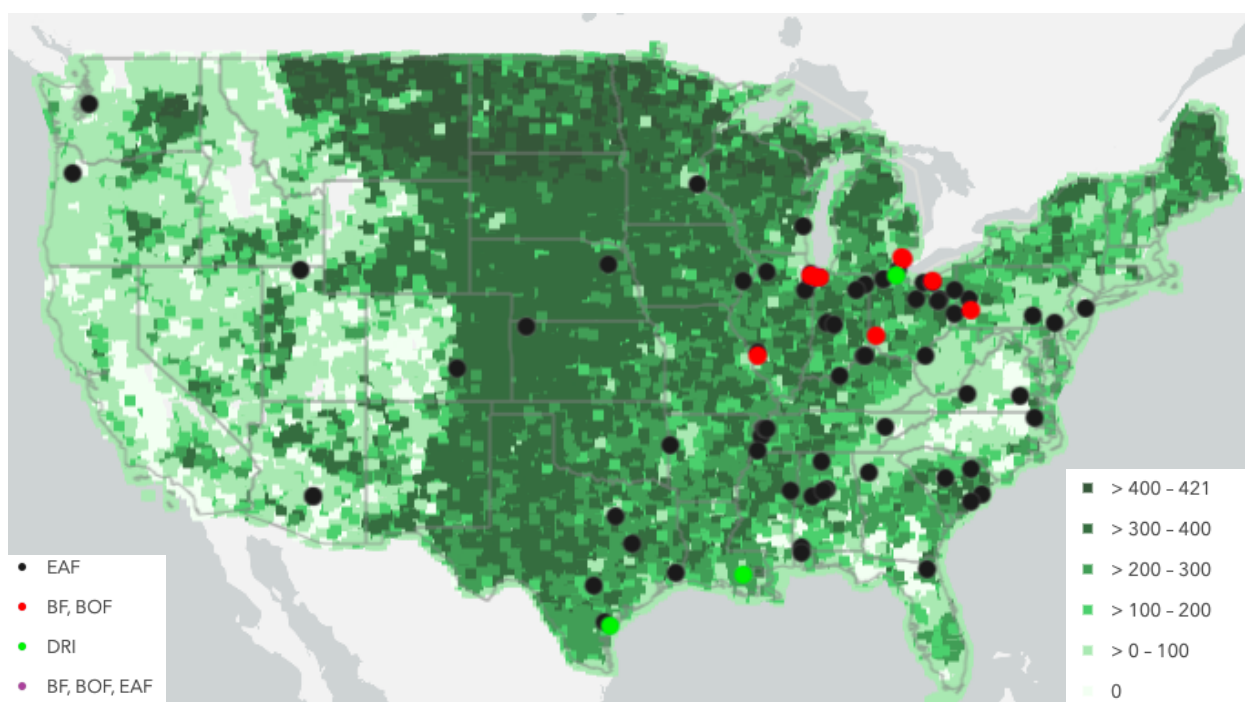 EAF
BF, BOF
DRI
BF, BOF, EAF
> 400 – 421
> 300 – 400
> 200 – 300
> 100 – 200
> 0 – 100
0